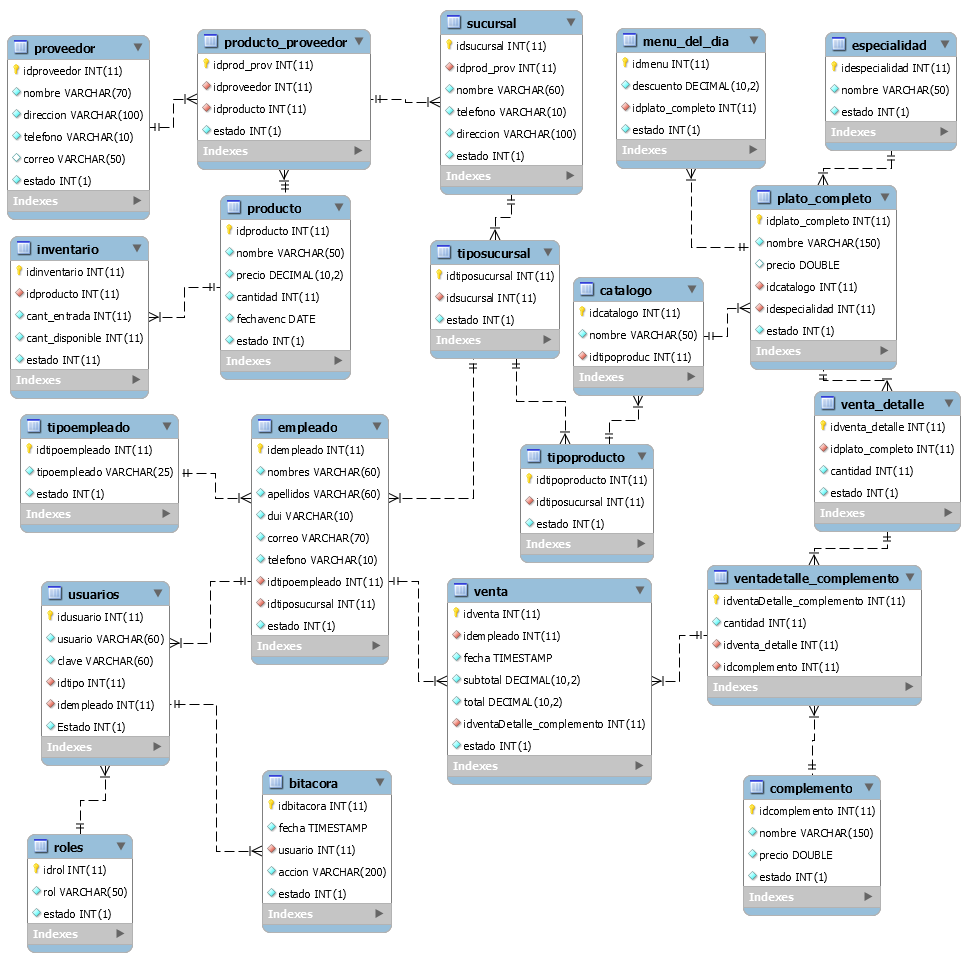 proveedor
idproveedor INT(11)
nombre VARCHAR(70)
direccion VARCHAR(100)
telefono VARCHAR(10)
correo VARCHAR(50)
estado INT(1)
Indexes
producto_proveedor
idprod_prov INT(11)
idproveedor INT(11)
idproducto INT(11)
estado INT(1)
Indexes
sucursal
idsucursal INT(11)
idprod_prov INT(11)
nombre VARCHAR(60)
telefono VARCHAR(10)
direccion VARCHAR(100)
estado INT(1)
Indexes
menu_del_dia
idmenu INT(11)
descuento DECIMAL(10,2)
idplato_completo INT(11)
estado INT(1)
Indexes
especialidad
idespecialidad INT(11)
nombre VARCHAR(50)
estado INT(1)
Indexes
inventario
idinventario INT(11)
idproducto INT(11)
cant_entrada INT(11)
cant_disponible INT(11)
estado INT(11)
Indexes
producto
idproducto INT(11)
nombre VARCHAR(50)
precio DECIMAL(10,2)
cantidad INT(11)
fechavenc DATE
estado INT(1)
Indexes
tiposucursal
idtiposucursal INT(11)
idsucursal INT(11)
estado INT(1)
Indexes
catalogo
idcatalogo INT(11)
nombre VARCHAR(50)
idtipoproduc INT(11)
Indexes
plato_completo
idplato_completo INT(11)
nombre VARCHAR(150)
precio DOUBLE
idcatalogo INT(11)
idespecialidad INT(11)
estado INT(1)
Indexes
tipoempleado
idtipoempleado INT(11)
tipoempleado VARCHAR(25)
estado INT(1)
Indexes
empleado
idempleado INT(11)
nombres VARCHAR(60)
apellidos VARCHAR(60)
dui VARCHAR(10)
correo VARCHAR(70)
telefono VARCHAR(10)
idtipoempleado INT(11)
idtiposucursal INT(11)
estado INT(1)
Indexes
tipoproducto
idtipoproducto INT(11)
idtiposucursal INT(11)
estado INT(1)
Indexes
venta_detalle
idventa_detalle INT(11)
idplato_completo INT(11)
cantidad INT(11)
estado INT(1)
Indexes
usuarios
idusuario INT(11)
usuario VARCHAR(60)
clave VARCHAR(60)
idtipo INT(11)
idempleado INT(11)
Estado INT(1)
Indexes
venta
idventa INT(11)
idempleado INT(11)
fecha TIMESTAMP
subtotal DECIMAL(10,2)
total DECIMAL(10,2)
idventaDetalle_complemento INT(11)
estado INT(1)
Indexes
ventadetalle_complemento
idventaDetalle_complemento INT(11)
cantidad INT(11)
idventa_detalle INT(11)
idcomplemento INT(11)
Indexes
roles
idrol INT(11)
rol VARCHAR(50)
estado INT(1)
Indexes
bitacora
idbitacora INT(11)
fecha TIMESTAMP
usuario INT(11)
accion VARCHAR(200)
estado INT(1)
Indexes
complemento
idcomplemento INT(11)
nombre VARCHAR(150)
precio DOUBLE
estado INT(1)
Indexes